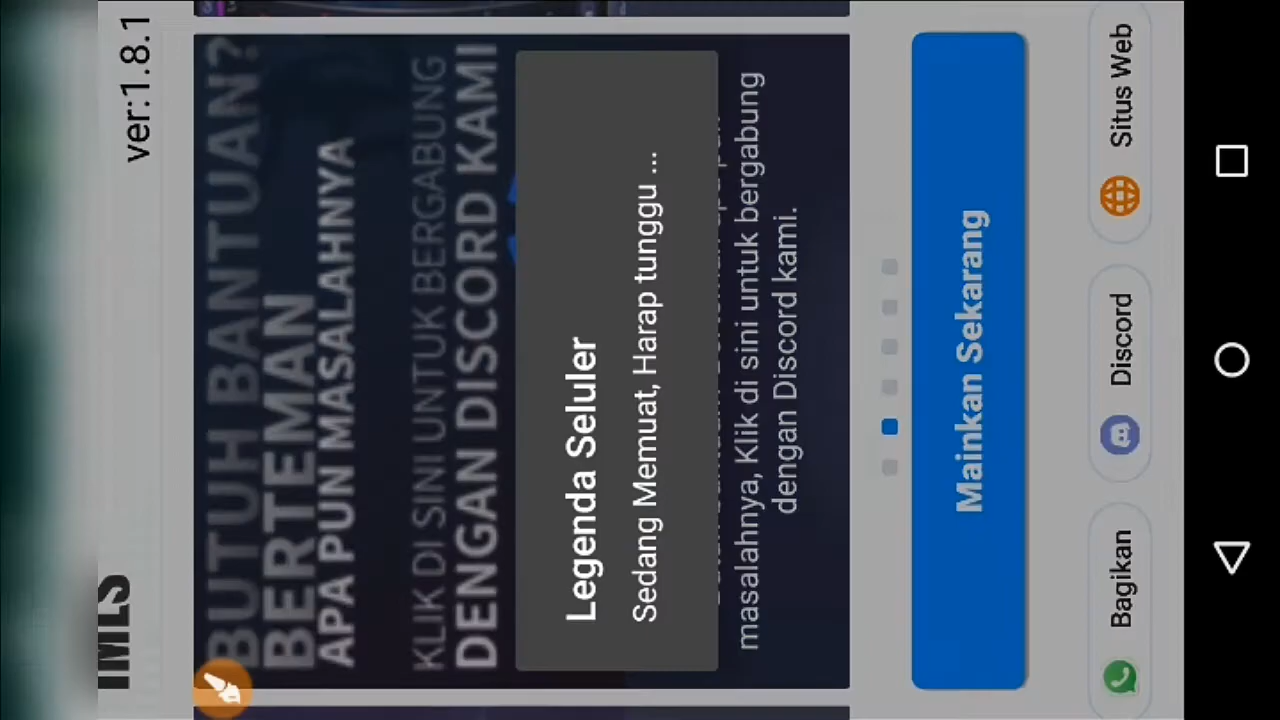 IMLS
ver:1.8.1
BUTUH BANTUAN?
BERTEMAN
APA PUN MASALAHNYA
KLIK DI SINI UNTUK BERGABUNG
DENGAN DISCORD KAMI
Legenda Seluler
Sedang Memuat, Harap tunggu ...
masalahnya, Klik di sini untuk bergabung
dengan Discord kami.
Mainkan Sekarang
Bagikan
Discord
Situs Web